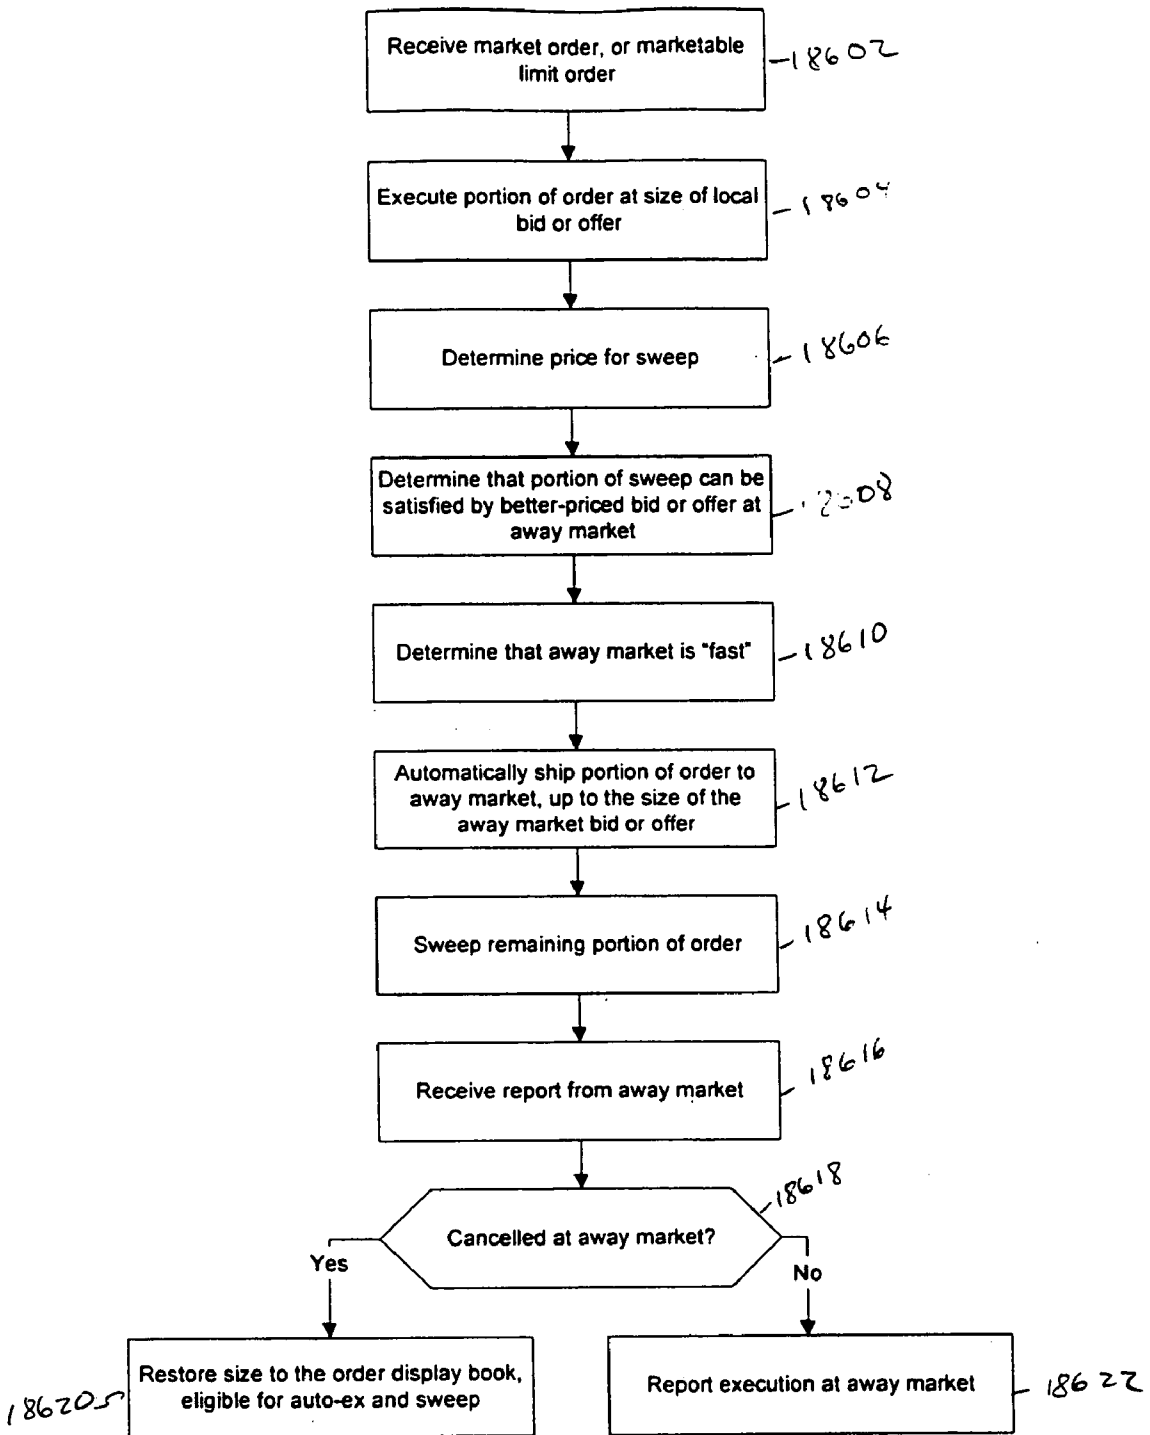 Receive market order, or marketable
limit order
18602
Execute portion of order at size of local
bid or offer
18604
Determine price for sweep
18606
Determine that portion of sweep can be
satisfied by better-priced bid or offer at
away market
Determine that away market is "fast"
18610
Automatically ship portion of order to
away market, up to the size of the
away market bid or offer
18612
Sweep remaining portion of order
18614
Receive report from away market
18616
18618
Cancelled at away market?
Yes
No
Restore size to the order display book,
eligible for auto-ex and sweep
18620
Report execution at away market
18622